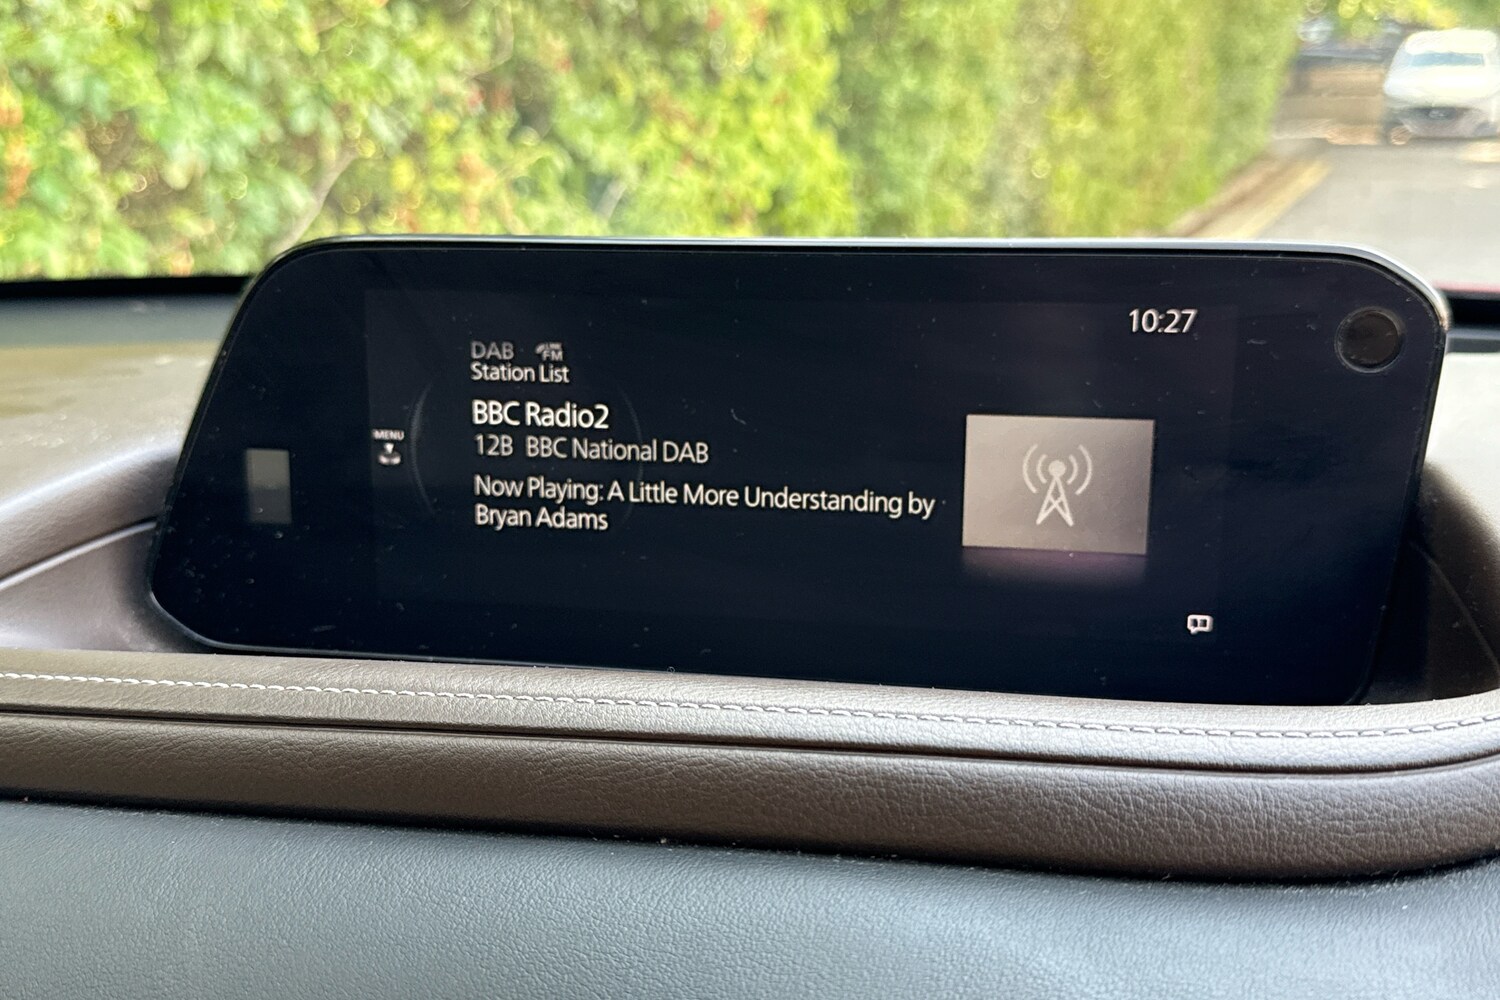 10:27
DAB LINK FM
Station List
BBC Radio2
MENU
12B BBC National DAB
Now Playing: A Little More Understanding by
Bryan Adams